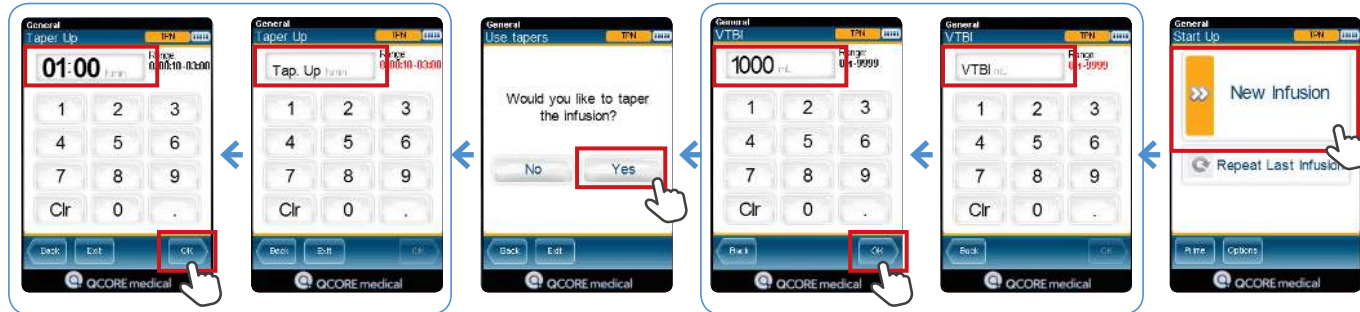 General
Taper Up
TPN
01:00 h:min
Range:
1 2 3
4 5 6
7 8 9
Clr 0 .
Back Exit OK
QCORE medical
General
Taper Up
TPN
Tap. Up h:min
Range:
1 2 3
4 5 6
7 8 9
Clr 0 .
Back Exit OK
QCORE medical
General
Use tapers
TPN
Would you like to taper
the infusion?
No Yes
Back Exit
QCORE medical
General
VTBI
TPN
1000 mL
Range:
1 2 3
4 5 6
7 8 9
Clr 0 .
Back OK
QCORE medical
General
VTBI
TPN
VTBI mL
Range:
1 2 3
4 5 6
7 8 9
Clr 0 .
Back OK
QCORE medical
General
Start Up
TPN
New Infusion
Repeat Last Infusion
Prime Options
QCORE medical